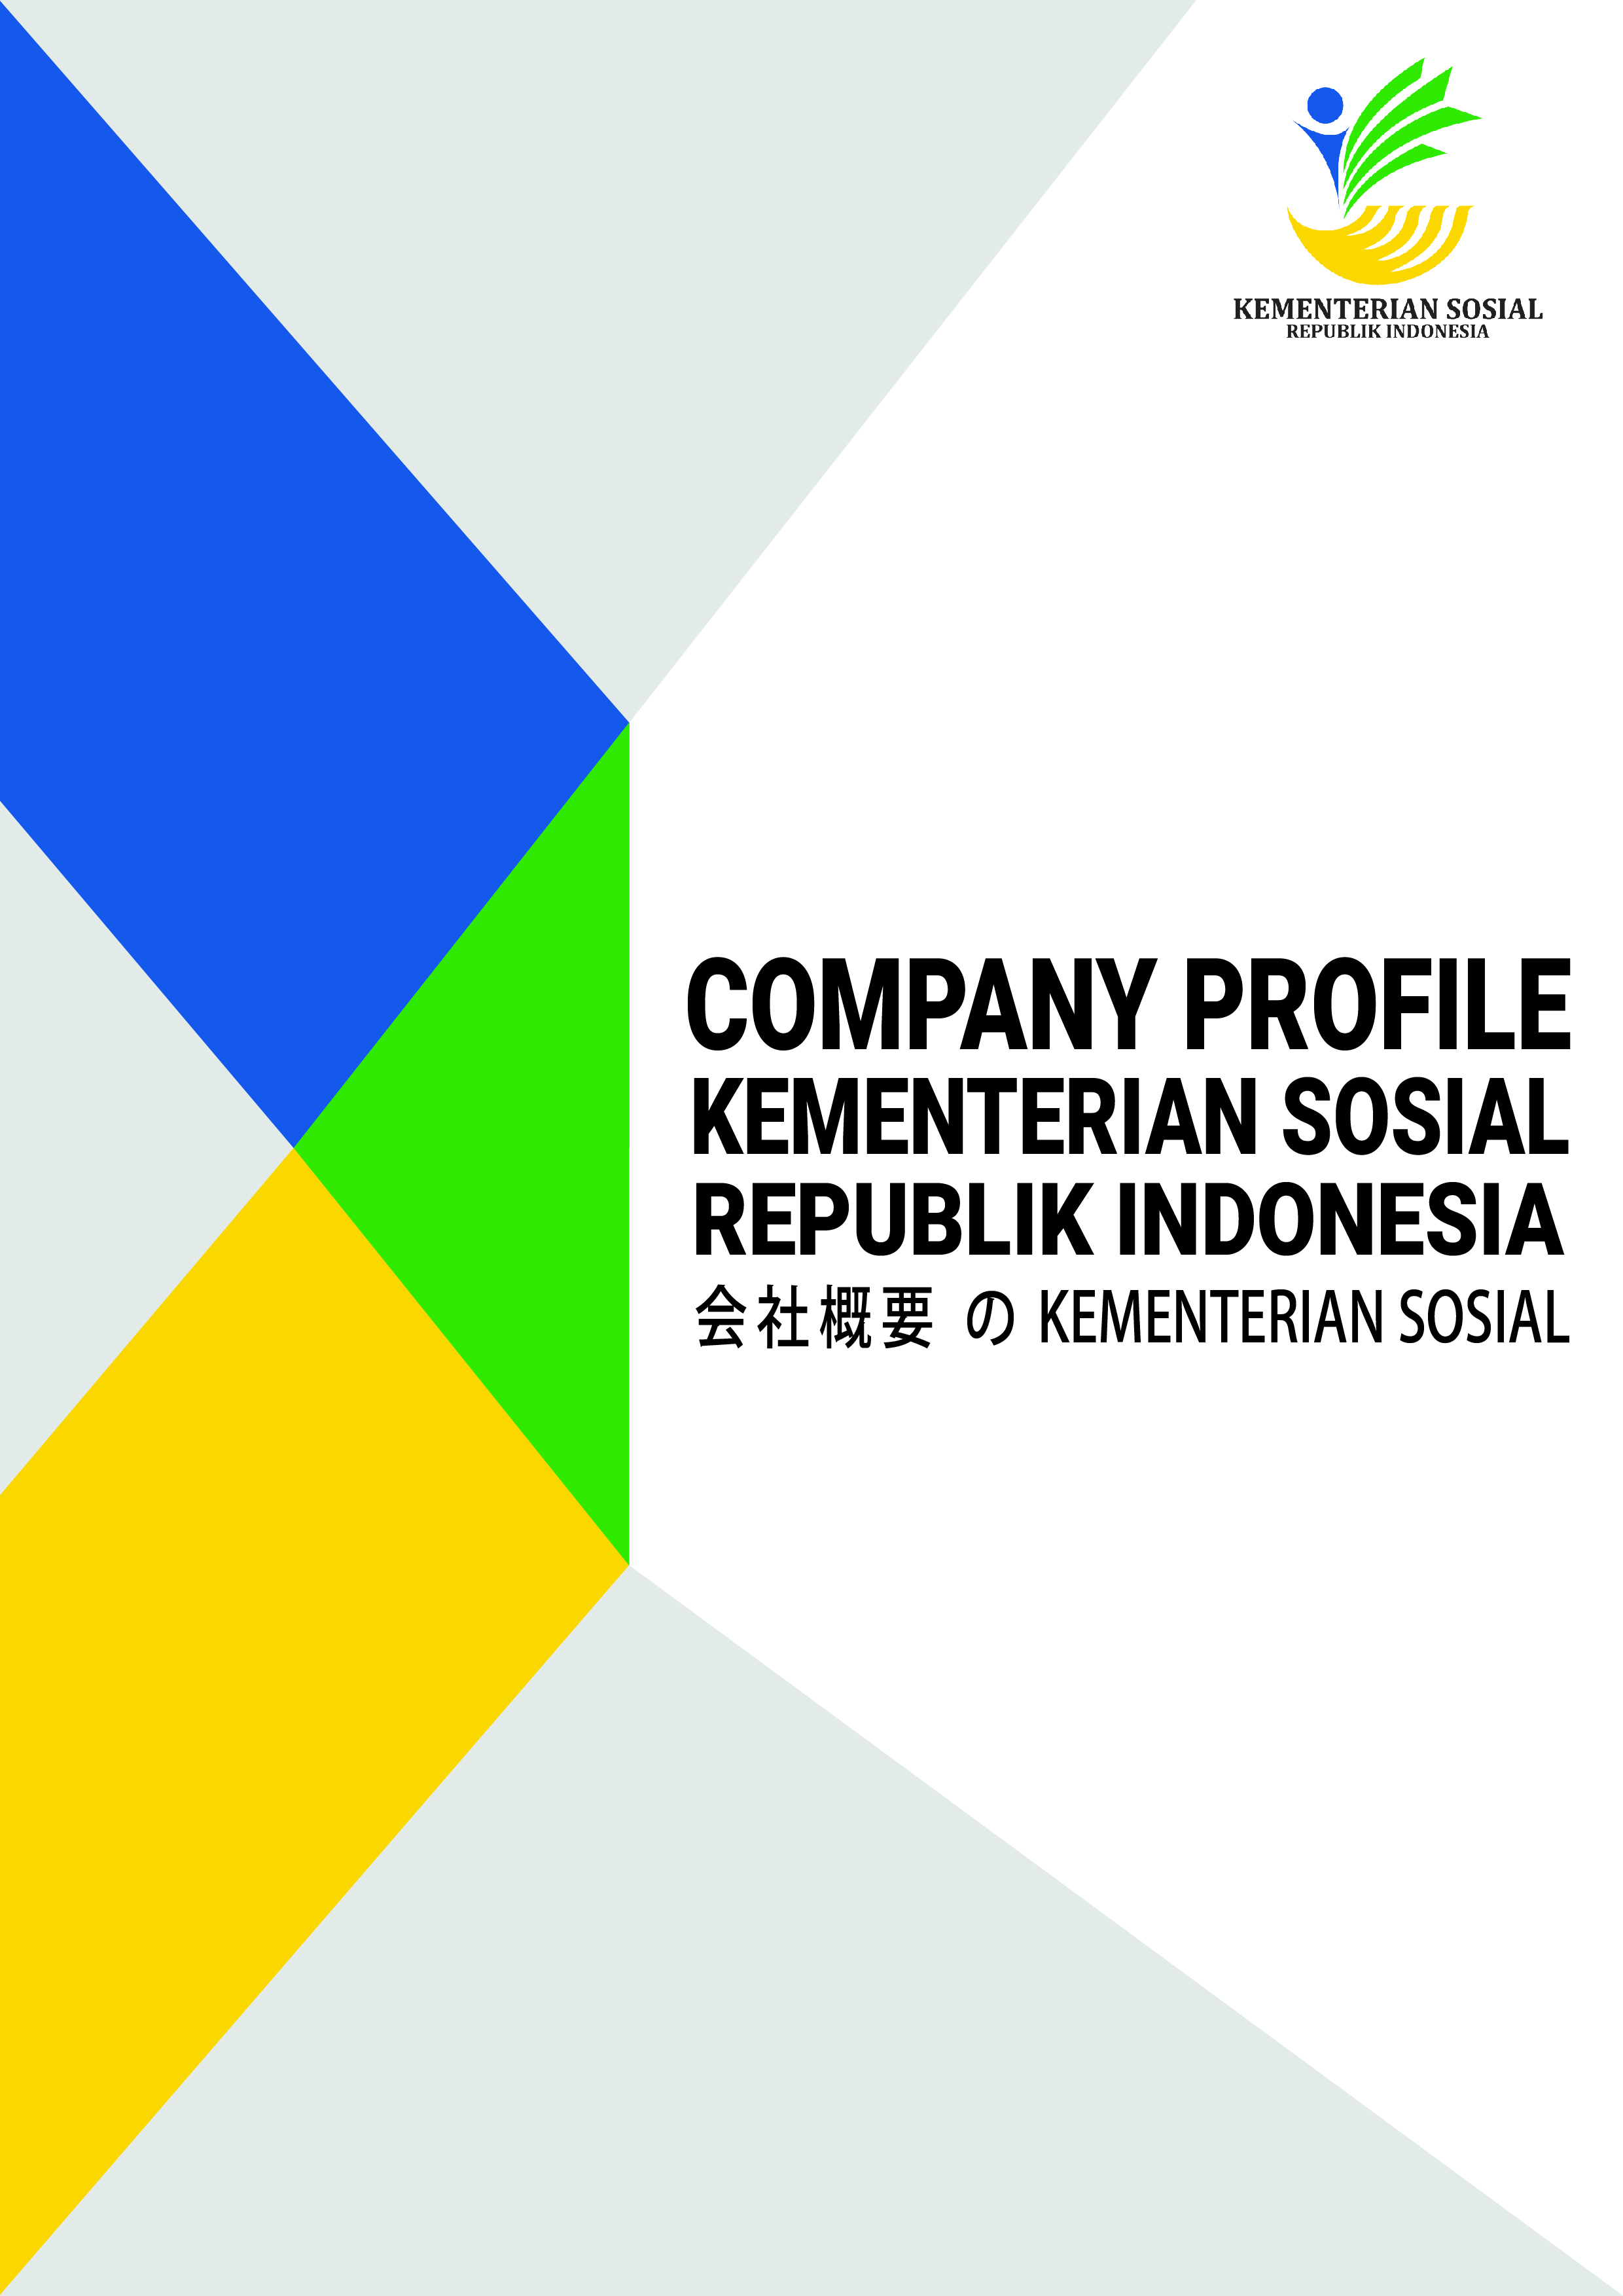 KEMENTERIAN SOSIAL
REPUBLIK INDONESIA
COMPANY PROFILE
KEMENTERIAN SOSIAL
REPUBLIK INDONESIA
会社概要 の KEMENTERIAN SOSIAL